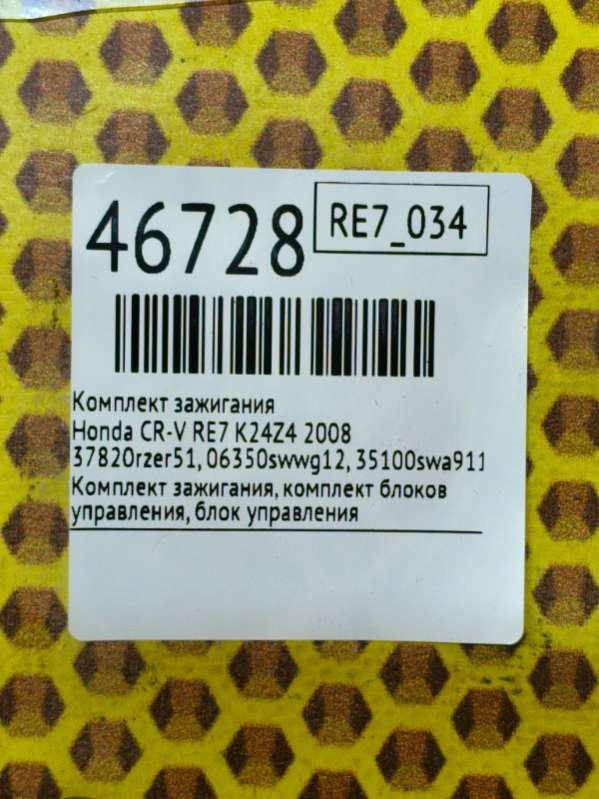 46728
RE7_034
Комплект зажигания
Honda CR-V RE7 K24Z4 2008
37820rzer51, 06350swwg12, 35100swa911
Комплект зажигания, комплект блоков
управления, блок управления